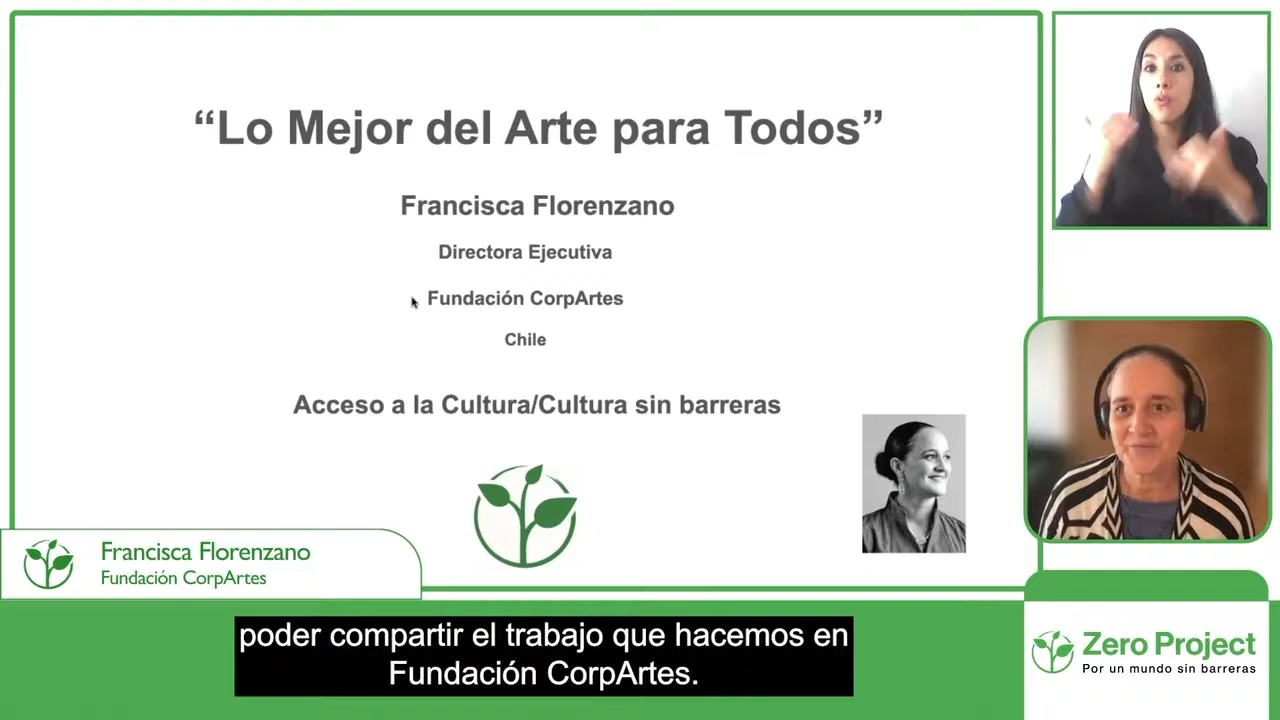 “Lo Mejor del Arte para Todos”
Francisca Florenzano
Directora Ejecutiva
Fundación CorpArtes
Chile
Acceso a la Cultura/Cultura sin barreras
Francisca Florenzano
Fundación CorpArtes
poder compartir el trabajo que hacemos en
Fundación CorpArtes.
Zero Project
Por un mundo sin barreras